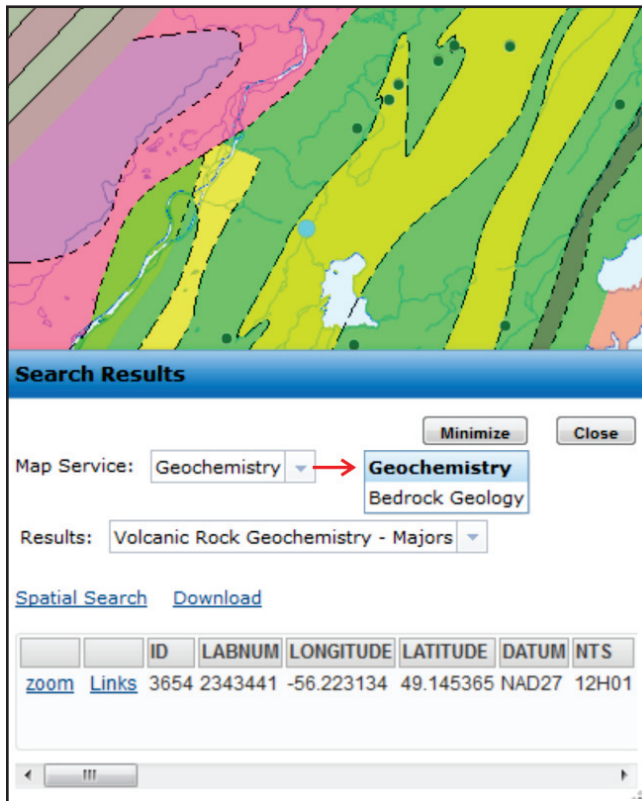 Search Results
Minimize Close
Map Service: Geochemistry Geochemistry
Bedrock Geology
Results: Volcanic Rock Geochemistry - Majors
Spatial Search Download
ID LABNUM LONGITUDE LATITUDE DATUM NTS
zoom Links 3654 2343441 -56.223134 49.145365 NAD27 12H01